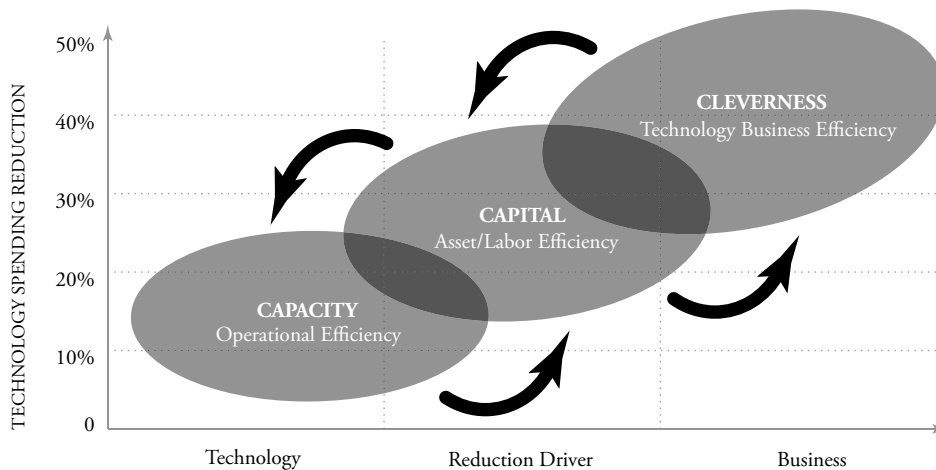 TECHNOLOGY SPENDING REDUCTION
50%
40%
30%
20%
10%
0
CLEVERNESS
Technology Business Efficiency
CAPITAL
Asset/Labor Efficiency
CAPACITY
Operational Efficiency
Technology
Reduction Driver
Business